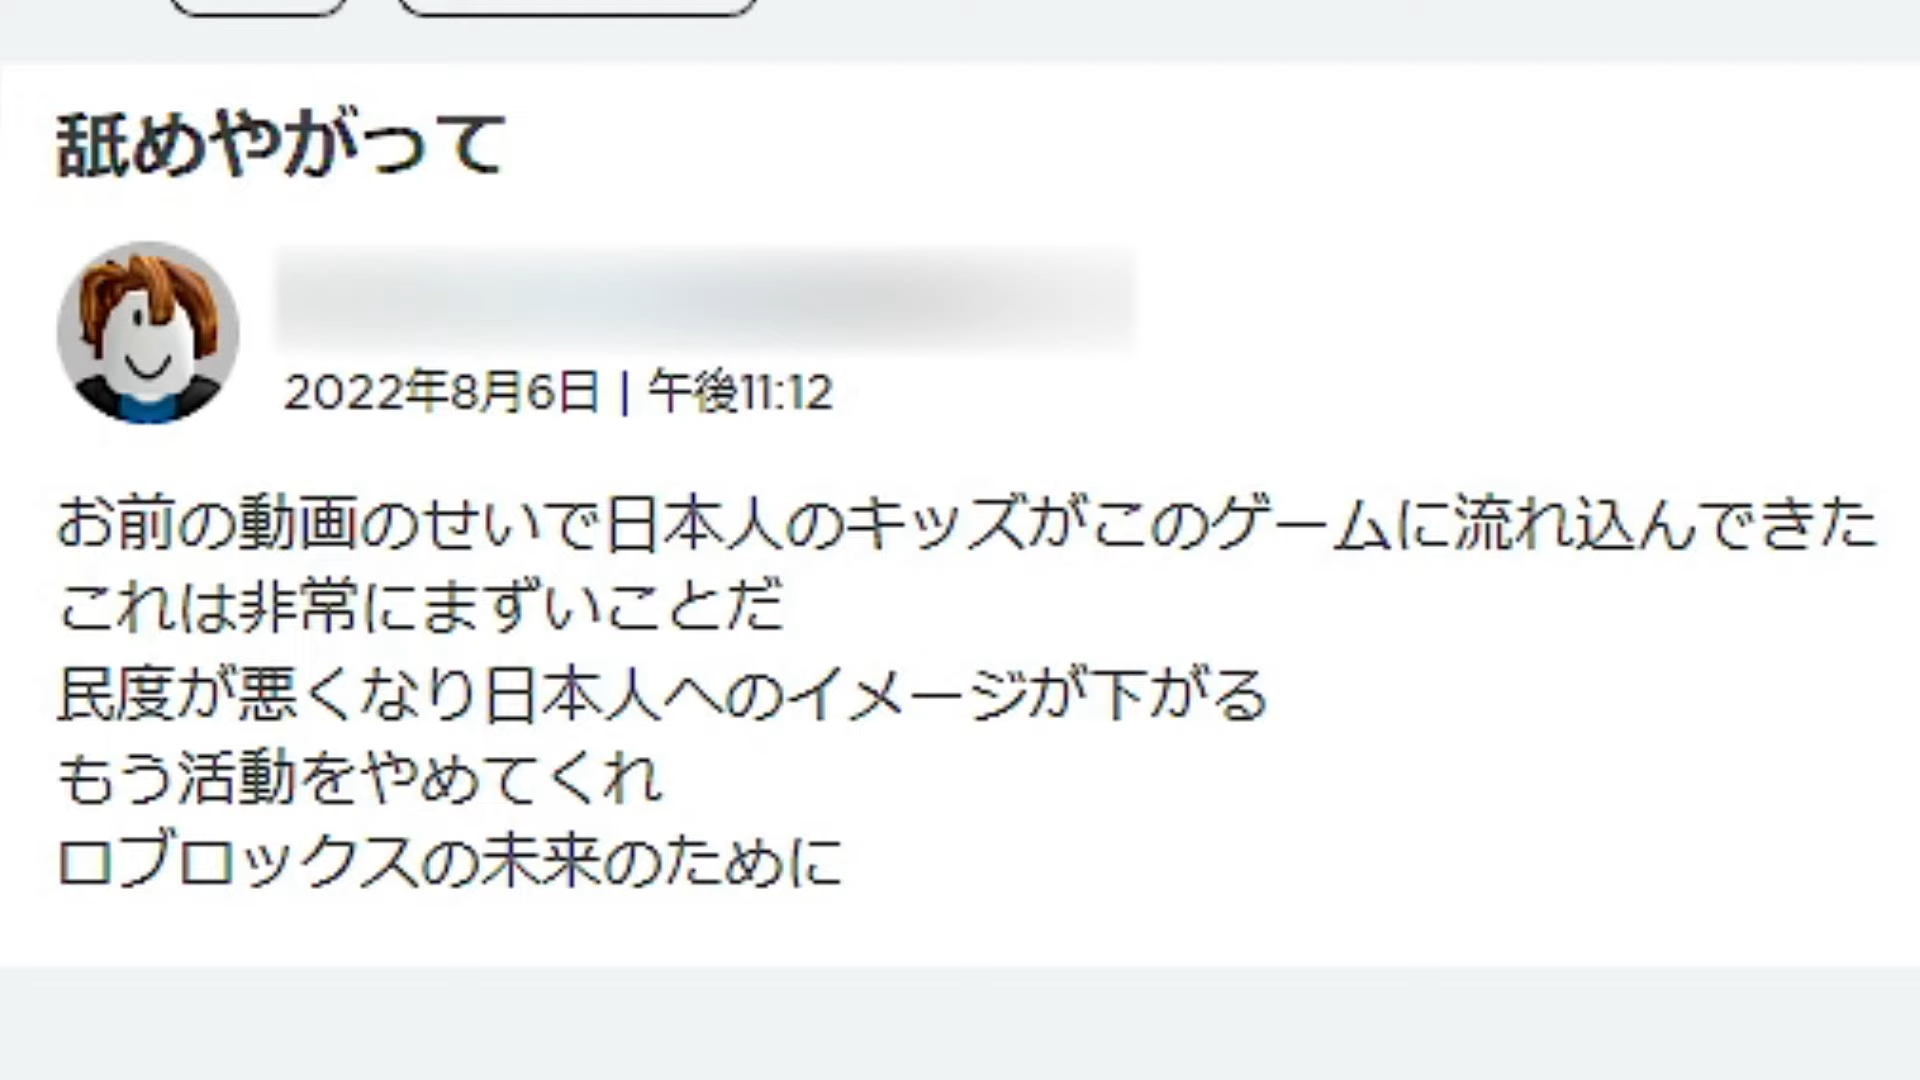 舐めやがって
2022年8月6日 | 午後11:12
お前の動画のせいで日本人のキッズがこのゲームに流れ込んできた
これは非常にまずいことだ
民度が悪くなり日本人へのイメージが下がる
もう活動をやめてくれ
ロブロックスの未来のために